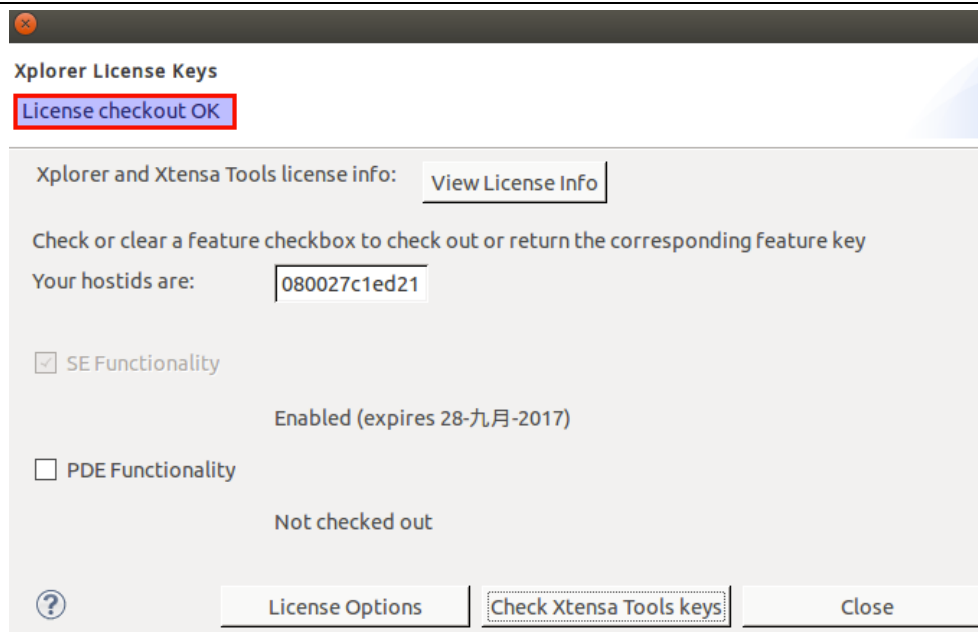 Xplorer License Keys
License checkout OK
Xplorer and Xtensa Tools license info: View License Info
Check or clear a feature checkbox to check out or return the corresponding feature key
Your hostids are: 080027c1ed21
SE Functionality
Enabled (expires 28-九月-2017)
PDE Functionality
Not checked out
? License Options Check Xtensa Tools keys Close